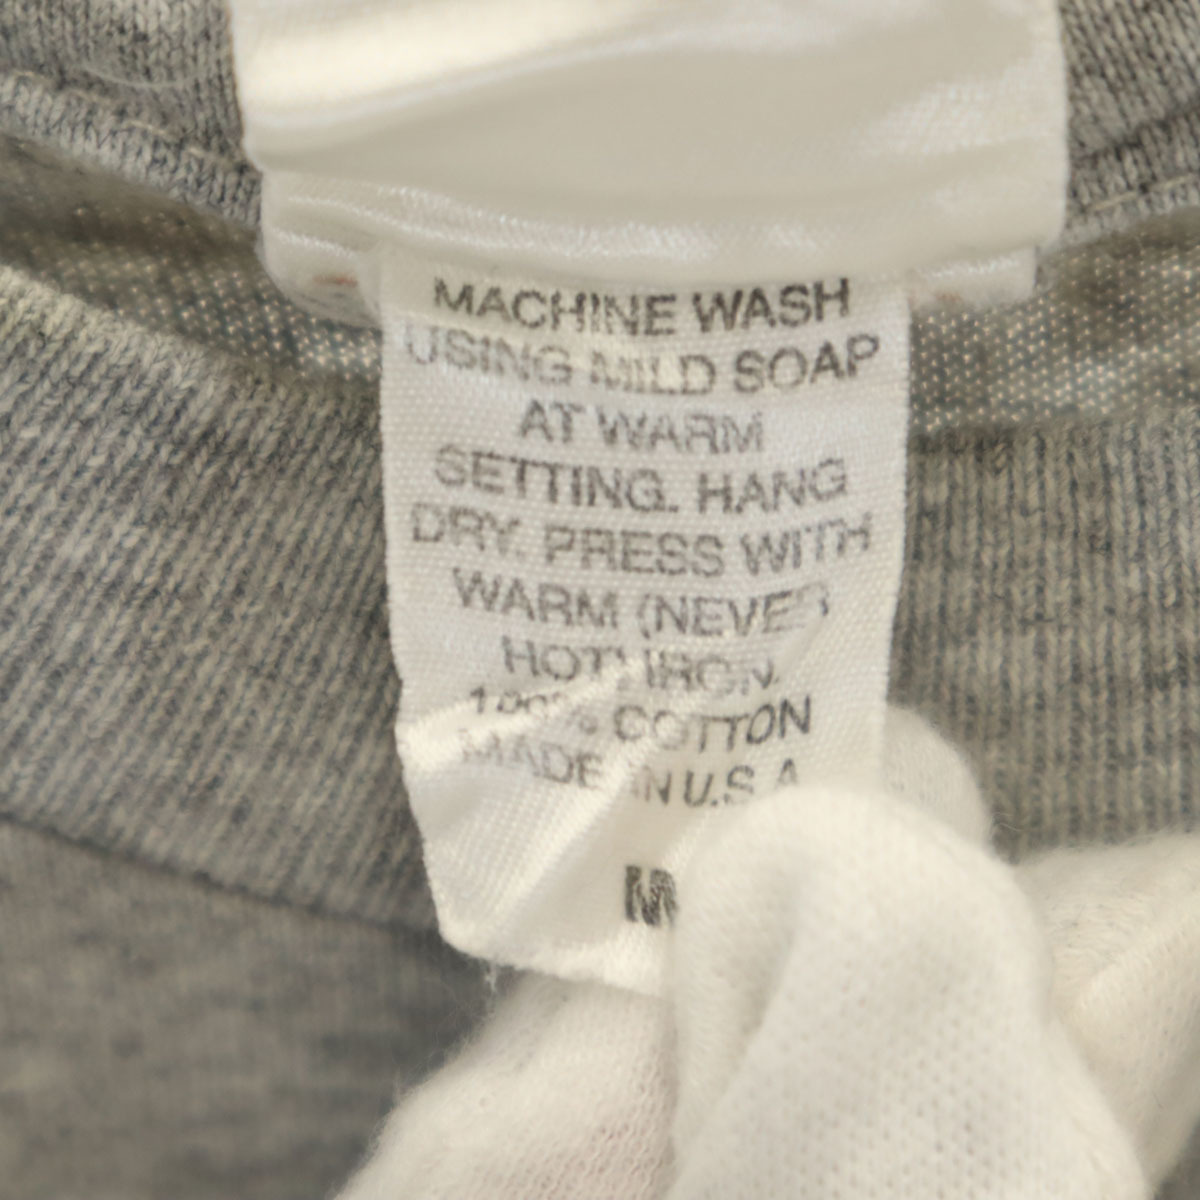 MACHINE WASH
USING MILD SOAP
AT WARM
SETTING. HANG
DRY. PRESS WITH
WARM (NEVER
HOT) IRON.
100% COTTON
MADE IN U.S.A.
M